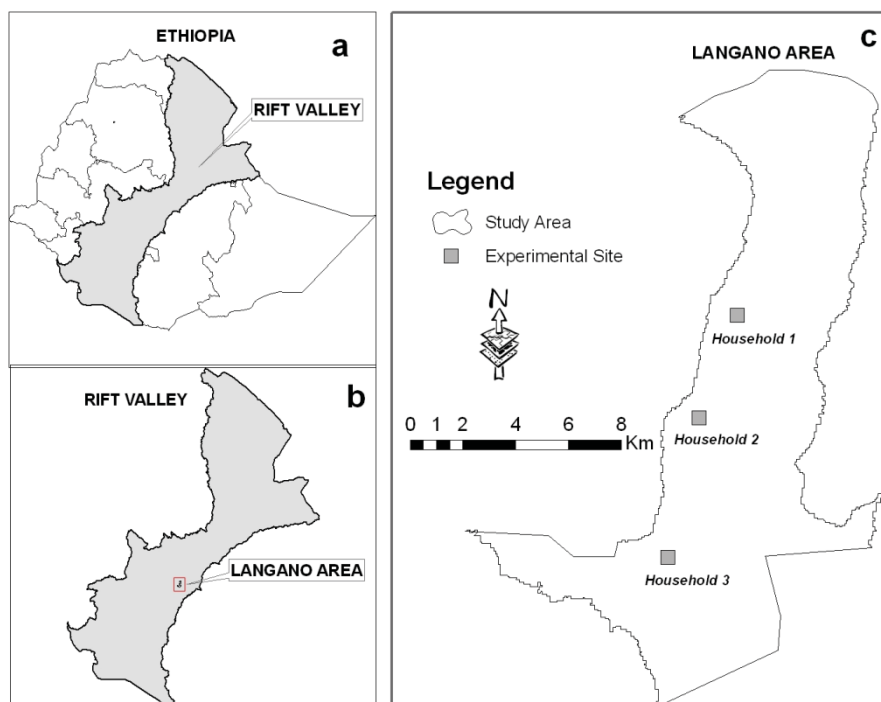 ETHIOPIA
a
RIFT VALLEY
RIFT VALLEY
b
LANGANO AREA
c
LANGANO AREA
Legend
Study Area
Experimental Site
N
0 1 2 4 6 8
Km
Household 1
Household 2
Household 3